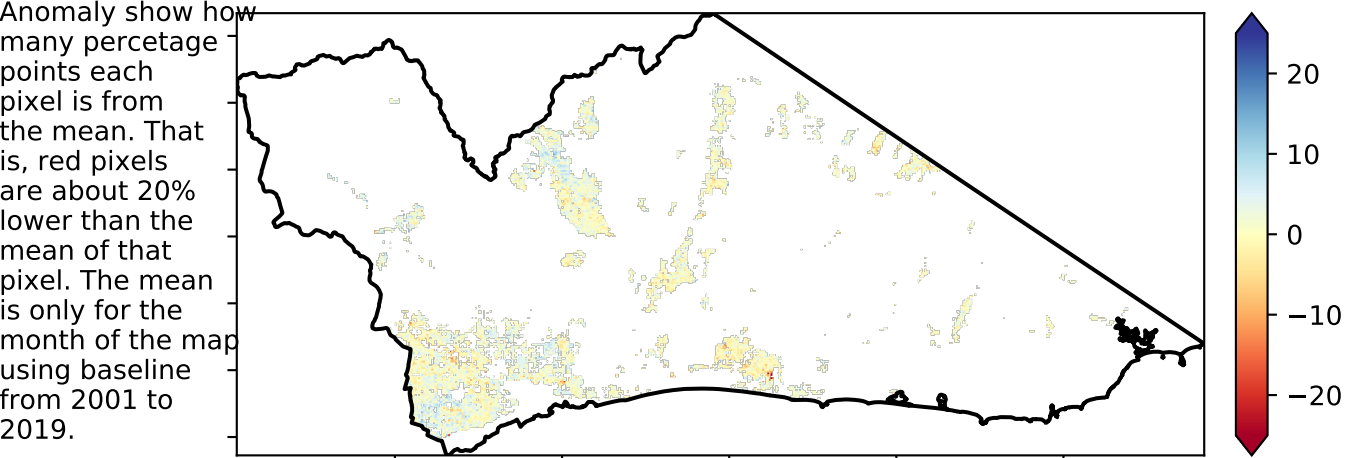 Anomaly show how
many percetage
points each
pixel is from
the mean. That
is, red pixels
are about 20%
lower than the
mean of that
pixel. The mean
is only for the
month of the map
using baseline
from 2001 to
2019.
20
10
0
−10
−20